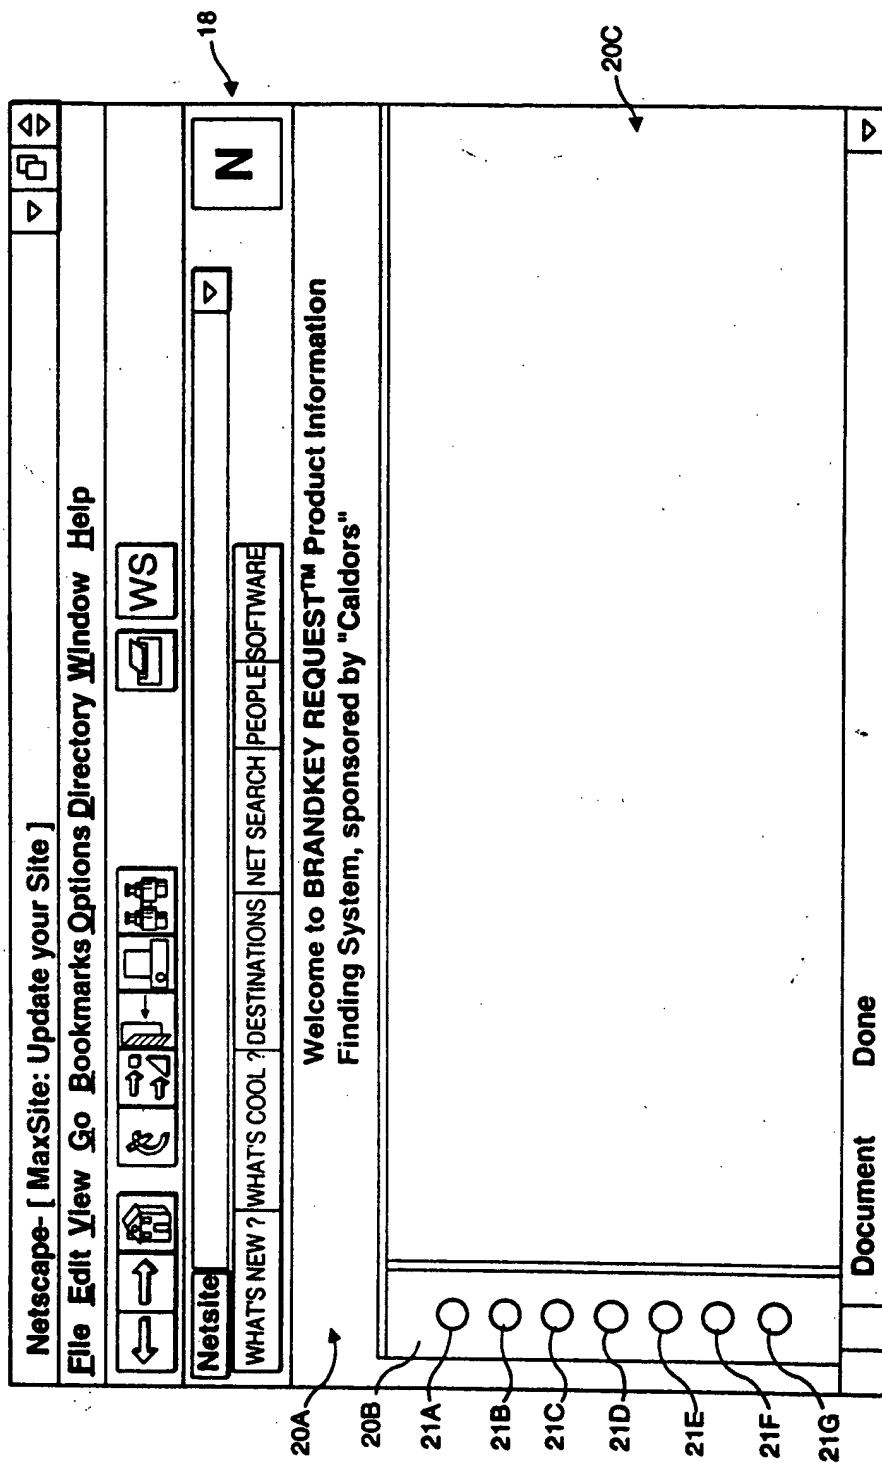 Netscape- [ MaxSite: Update your Site ]
File Edit View Go Bookmarks Options Directory Window Help
WS
Netsite
N
18
WHAT'S NEW ? WHAT'S COOL ? DESTINATIONS NET SEARCH PEOPLE SOFTWARE
Welcome to BRANDKEY REQUEST™ Product Information
Finding System, sponsored by "Caldors"
20A
20B
20C
21A
21B
21C
21D
21E
21F
21G
Document Done